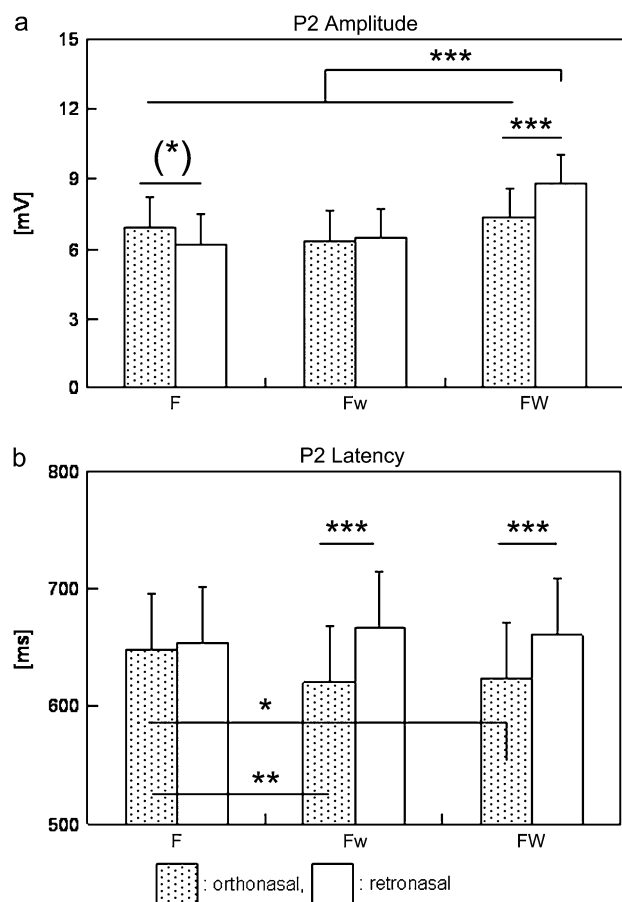 a
P2 Amplitude
15
12
9
6
3
0
[mV]
(*)
***
***
F
Fw
FW
b
P2 Latency
800
700
600
500
[ms]
***
***
*
**
F
Fw
FW
: orthonasal, : retronasal